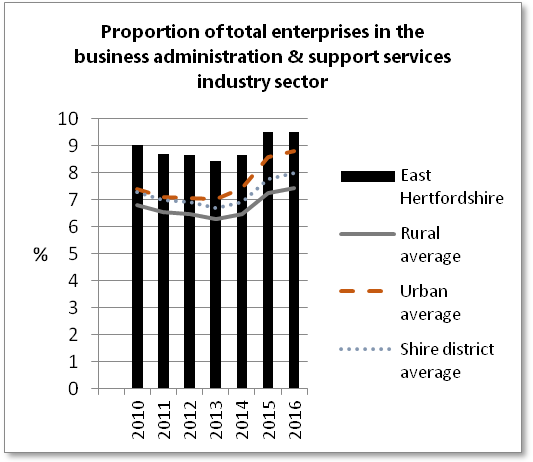 Proportion of total enterprises in the
business administration & support services
industry sector
10
9
8
7
6
5
4
3
2
1
0
%
2010
2011
2012
2013
2014
2015
2016
East
Hertfordshire
Rural
average
Urban
average
Shire district
average